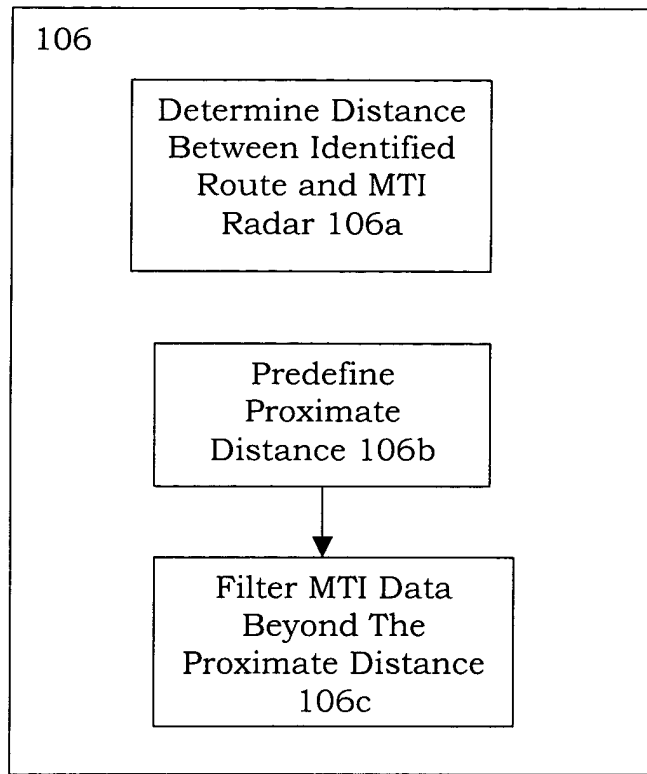 106
Determine Distance
Between Identified
Route and MTI
Radar 106a
Predefine
Proximate
Distance 106b
Filter MTI Data
Beyond The
Proximate Distance
106c